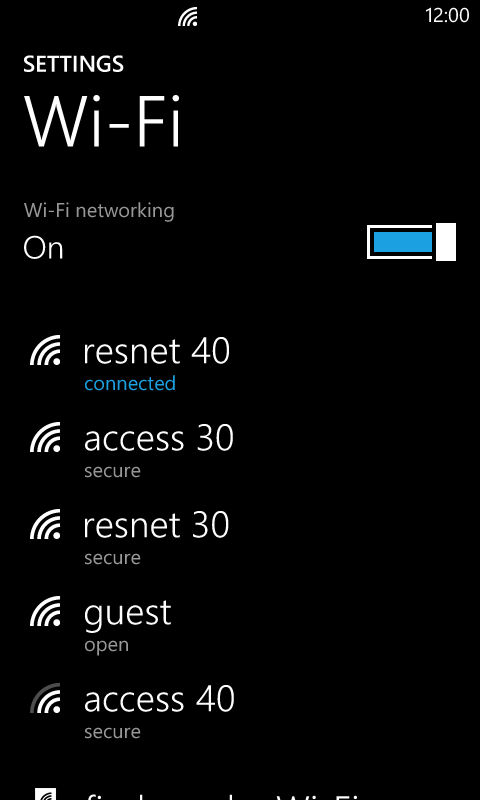 12:00
SETTINGS
Wi-Fi
Wi-Fi networking
On
resnet 40
connected
access 30
secure
resnet 30
secure
guest
open
access 40
secure